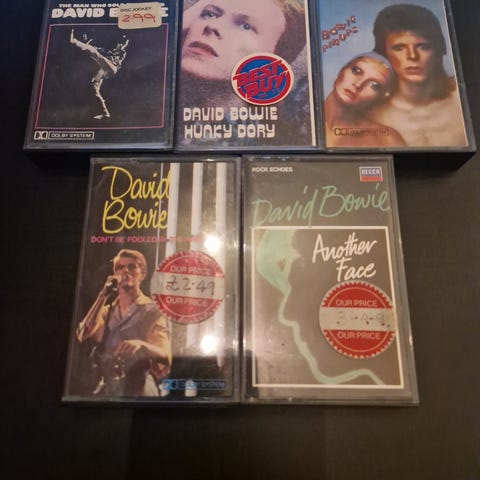 THE MAN WHO SOLD
DAVID B
DISC JOCKEY
2.99
DOLBY SYSTEM
BEST
BUY
DAVID BOWIE
HUNKY DORY
BOWIE
PINUPS
DOLBY SYSTEM
David
Bowie
DON'T BE FOOLED
OUR PRICE
£2.49
OUR PRICE
DOLBY SYSTEM
ROCK ECHOES
DECCA
David Bowie
Another
Face
OUR PRICE
3.49
OUR PRICE